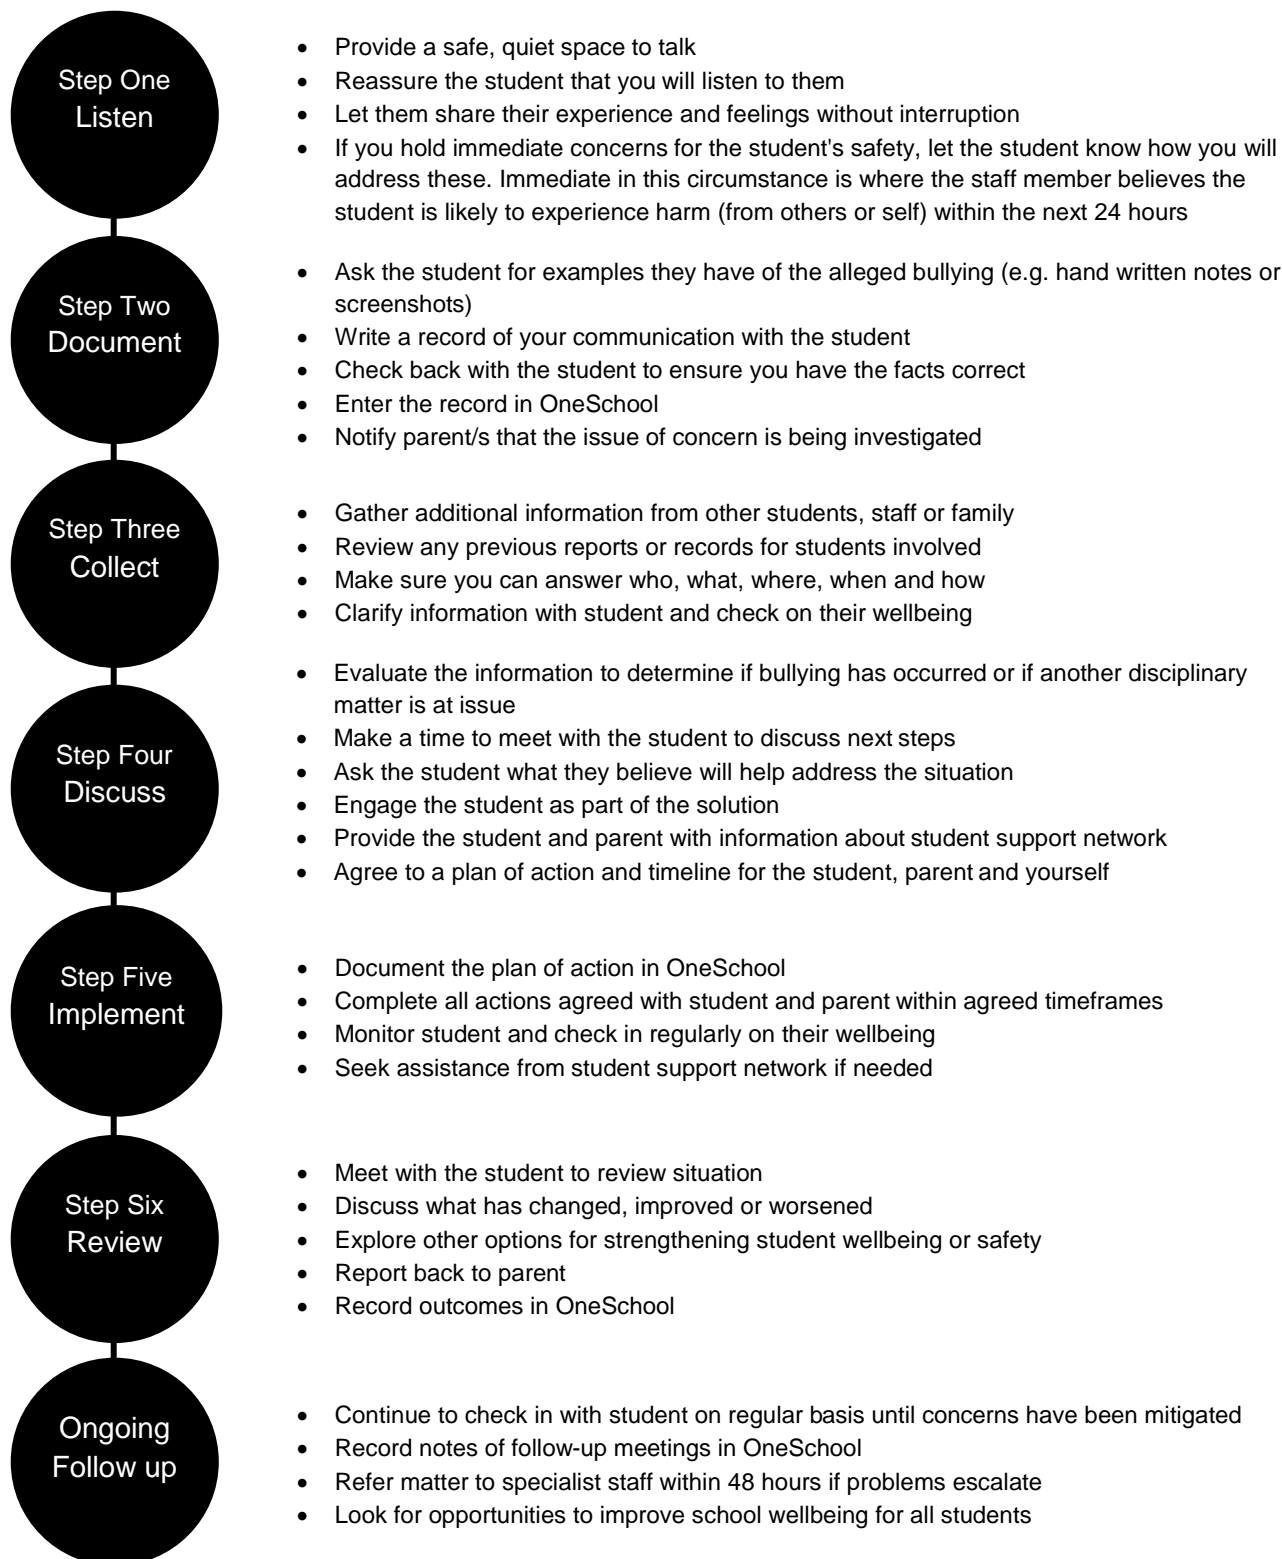 Step One
Listen
• Provide a safe, quiet space to talk
• Reassure the student that you will listen to them
• Let them share their experience and feelings without interruption
• If you hold immediate concerns for the student's safety, let the student know how you will
address these. Immediate in this circumstance is where the staff member believes the
student is likely to experience harm (from others or self) within the next 24 hours
Step Two
Document
• Ask the student for examples they have of the alleged bullying (e.g. hand written notes or
screenshots)
• Write a record of your communication with the student
• Check back with the student to ensure you have the facts correct
• Enter the record in OneSchool
• Notify parent/s that the issue of concern is being investigated
Step Three
Collect
• Gather additional information from other students, staff or family
• Review any previous reports or records for students involved
• Make sure you can answer who, what, where, when and how
• Clarify information with student and check on their wellbeing
Step Four
Discuss
• Evaluate the information to determine if bullying has occurred or if another disciplinary
matter is at issue
• Make a time to meet with the student to discuss next steps
• Ask the student what they believe will help address the situation
• Engage the student as part of the solution
• Provide the student and parent with information about student support network
• Agree to a plan of action and timeline for the student, parent and yourself
Step Five
Implement
• Document the plan of action in OneSchool
• Complete all actions agreed with student and parent within agreed timeframes
• Monitor student and check in regularly on their wellbeing
• Seek assistance from student support network if needed
Step Six
Review
• Meet with the student to review situation
• Discuss what has changed, improved or worsened
• Explore other options for strengthening student wellbeing or safety
• Report back to parent
• Record outcomes in OneSchool
Ongoing
Follow up
• Continue to check in with student on regular basis until concerns have been mitigated
• Record notes of follow-up meetings in OneSchool
• Refer matter to specialist staff within 48 hours if problems escalate
• Look for opportunities to improve school wellbeing for all students